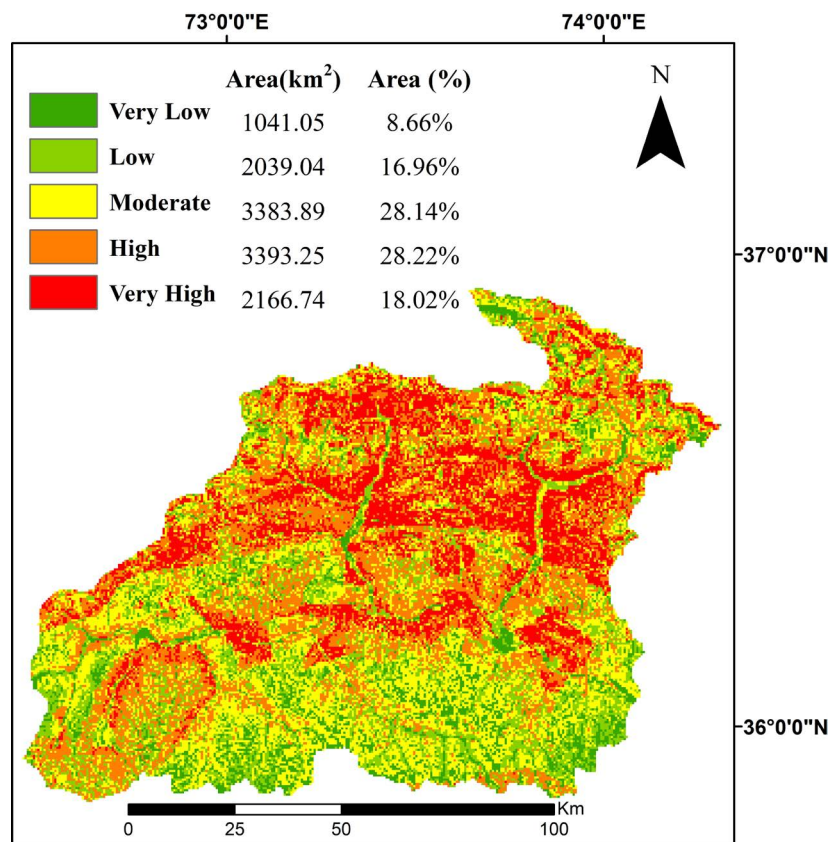 73°0'0"E 74°0'0"E
Area(km²) Area (%)
N
Very Low 1041.05 8.66%
Low 2039.04 16.96%
Moderate 3383.89 28.14%
High 3393.25 28.22%
37°0'0"N
Very High 2166.74 18.02%
36°0'0"N
Km
0 25 50 100